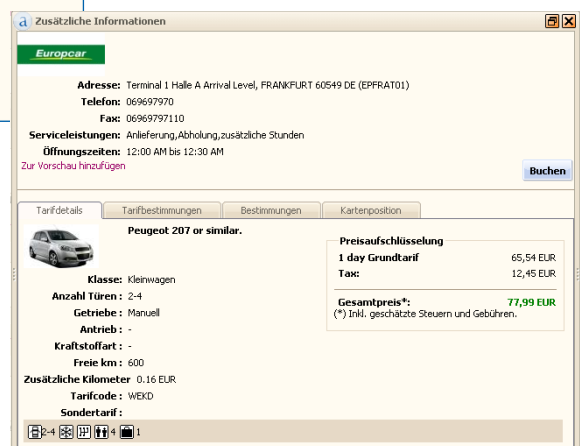 a Zusätzliche Informationen
Europcar
Adresse: Terminal 1 Halle A Arrival Level, FRANKFURT 60549 DE (EPFRAT01)
Telefon: 069697970
Fax: 06969797110
Serviceleistungen: Anlieferung,Abholung,zusätzliche Stunden
Öffnungszeiten: 12:00 AM bis 12:30 AM
Zur Vorschau hinzufügen
Buchen
Tarifdetails Tarifbestimmungen Bestimmungen Kartenposition
Peugeot 207 or similar.
Klasse: Kleinwagen
Anzahl Türen : 2-4
Getriebe : Manuell
Antrieb : -
Kraftstoffart : -
Freie km : 600
Zusätzliche Kilometer 0.16 EUR
Tarifcode : WEKD
Sondertarif :
2-4 4 1
Preisaufschlüsselung
1 day Grundtarif 65,54 EUR
Tax: 12,45 EUR
Gesamtpreis*: 77,99 EUR
(*) Inkl. geschätzte Steuern und Gebühren.